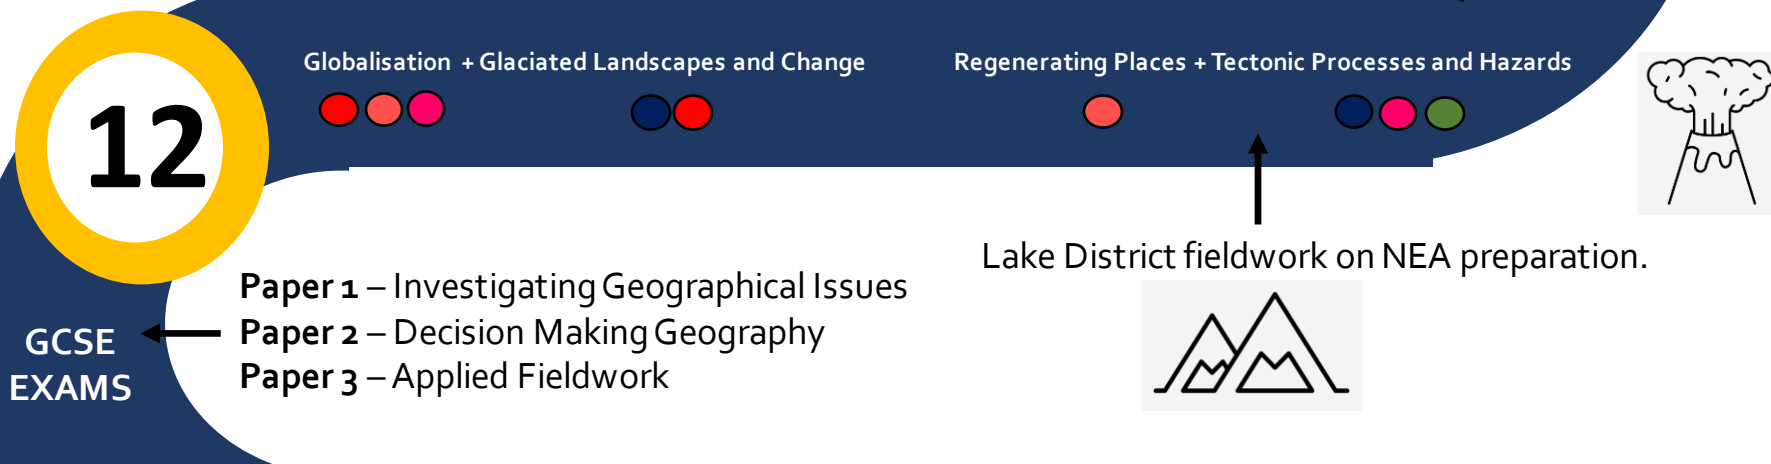 Globalisation + Glaciated Landscapes and Change
Regenerating Places + Tectonic Processes and Hazards
12
Lake District fieldwork on NEA preparation.
Paper 1 – Investigating Geographical Issues
Paper 2 – Decision Making Geography
Paper 3 – Applied Fieldwork
GCSE
EXAMS